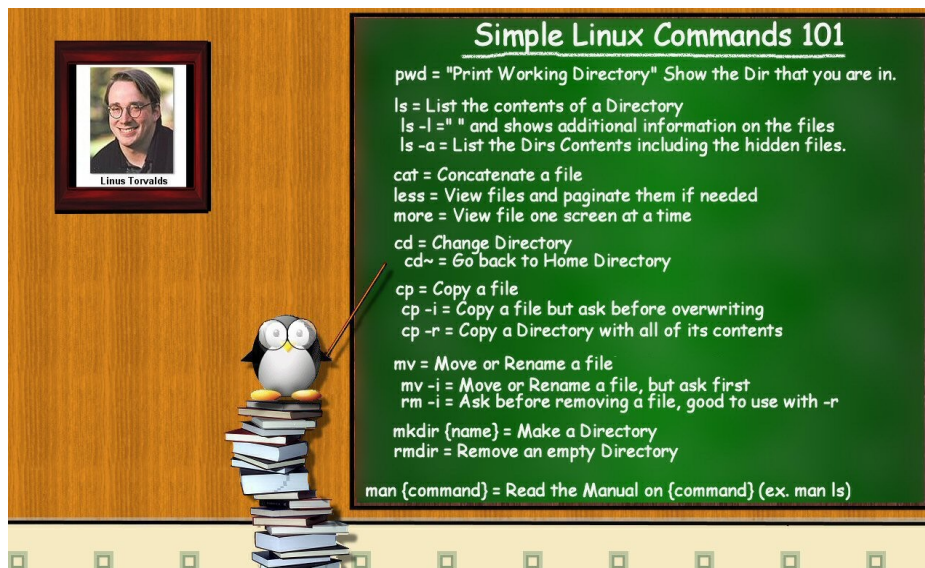 Simple Linux Commands 101
Linus Torvalds
pwd = "Print Working Directory" Show the Dir that you are in.
ls = List the contents of a Directory
ls -l =" " and shows additional information on the files
ls -a = List the Dirs Contents including the hidden files.
cat = Concatenate a file
less = View files and paginate them if needed
more = View file one screen at a time
cd = Change Directory
cd~ = Go back to Home Directory
cp = Copy a file
cp -i = Copy a file but ask before overwriting
cp -r = Copy a Directory with all of its contents
mv = Move or Rename a file
mv -i = Move or Rename a file, but ask first
rm -i = Ask before removing a file, good to use with -r
mkdir {name} = Make a Directory
rmdir = Remove an empty Directory
man {command} = Read the Manual on {command} (ex. man ls)